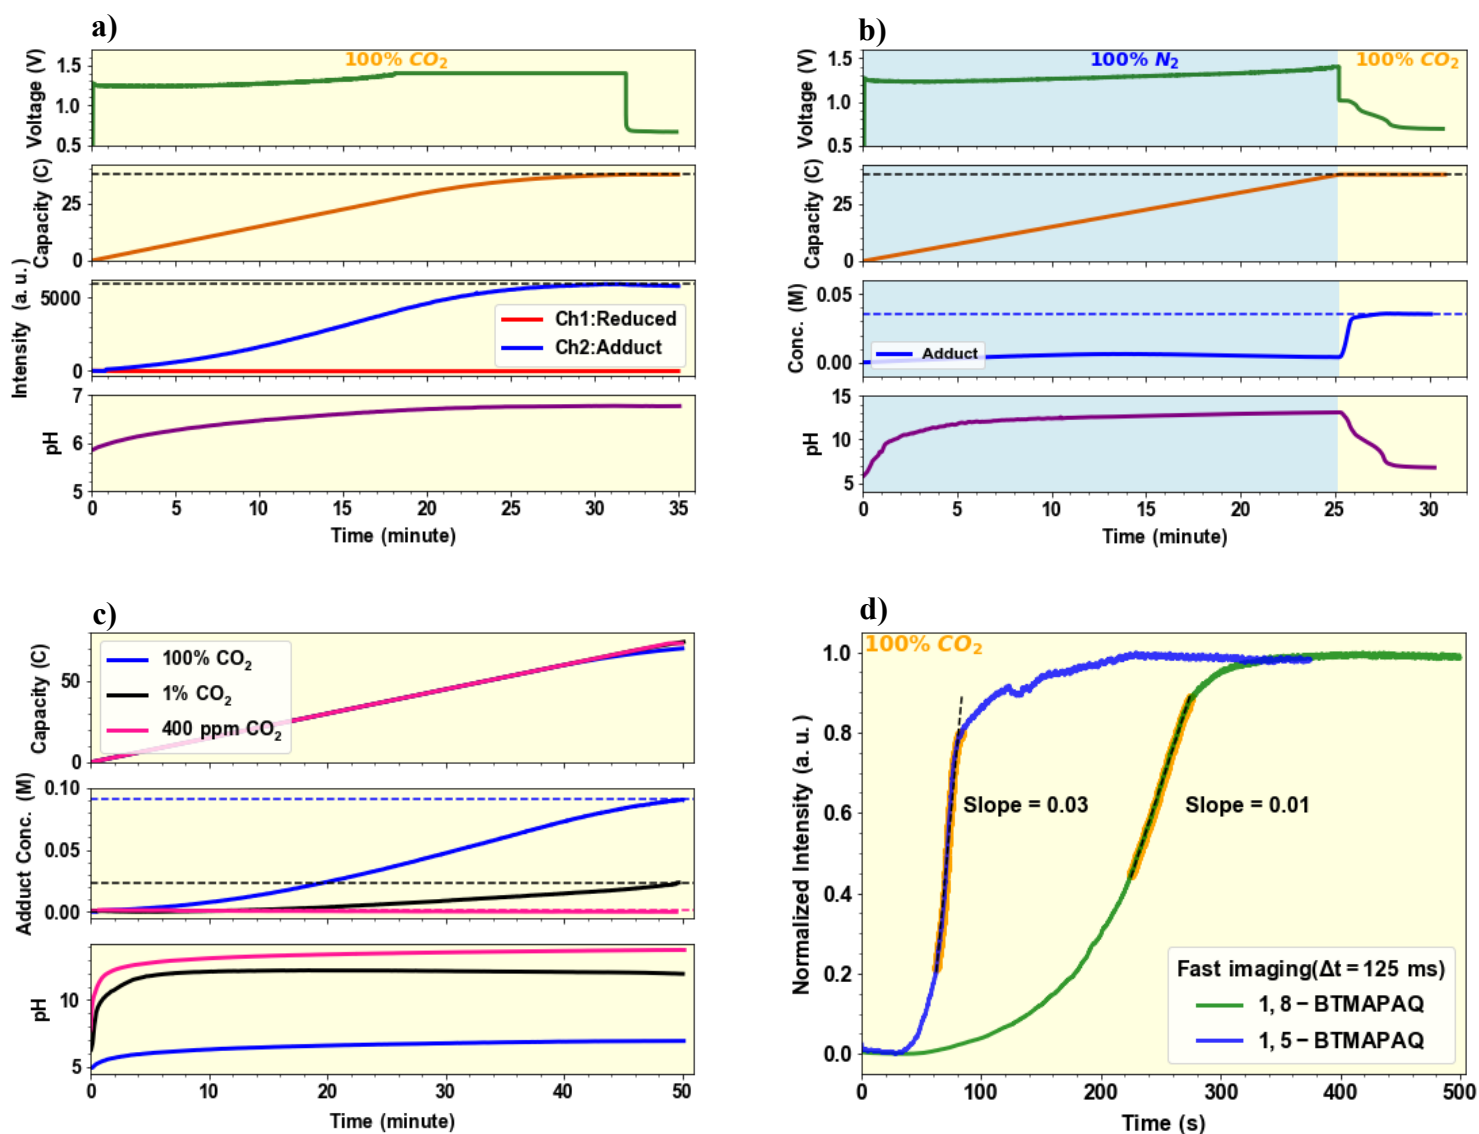 a)
100% CO2
Voltage (V)
1.5
1.0
0.5
Capacity (C)
25
0
Intensity (a. u.)
5000
0
Ch1:Reduced
Ch2:Adduct
pH
7
6
5
0 5 10 15 20 25 30 35
Time (minute)
b)
100% N2
100% CO2
Voltage (V)
1.5
1.0
0.5
Capacity (C)
25
0
Conc. (M)
0.05
0.00
Adduct
pH
15
10
5
0 5 10 15 20 25 30
Time (minute)
c)
Capacity (C)
50
0
100% CO2
1% CO2
400 ppm CO2
Adduct Conc. (M)
0.10
0.05
0.00
pH
10
5
0 10 20 30 40 50
Time (minute)
d)
100% CO2
Normalized Intensity (a. u.)
1.0
0.8
0.6
0.4
0.2
0.0
Slope = 0.03
Slope = 0.01
Fast imaging(Δt = 125 ms)
1, 8 − BTMAPAQ
1, 5 − BTMAPAQ
0 100 200 300 400 500
Time (s)